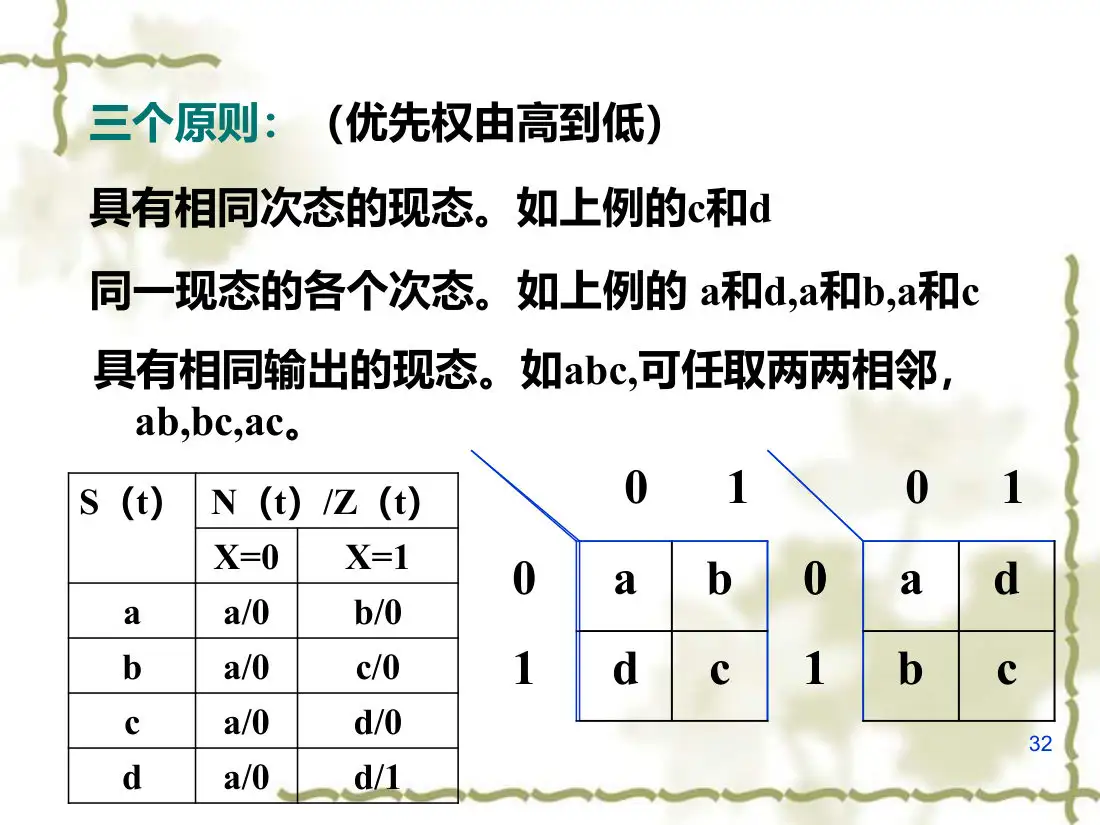 三个原则：（优先权由高到低）
具有相同次态的现态。如上例的c和d
同一现态的各个次态。如上例的 a和d,a和b,a和c
具有相同输出的现态。如abc,可任取两两相邻，
ab,bc,ac。
S（t） N（t）/Z（t）
X=0 X=1
a a/0 b/0
b a/0 c/0
c a/0 d/0
d a/0 d/1
0 1
0 a b
1 d c
0 1
0 a d
1 b c
32